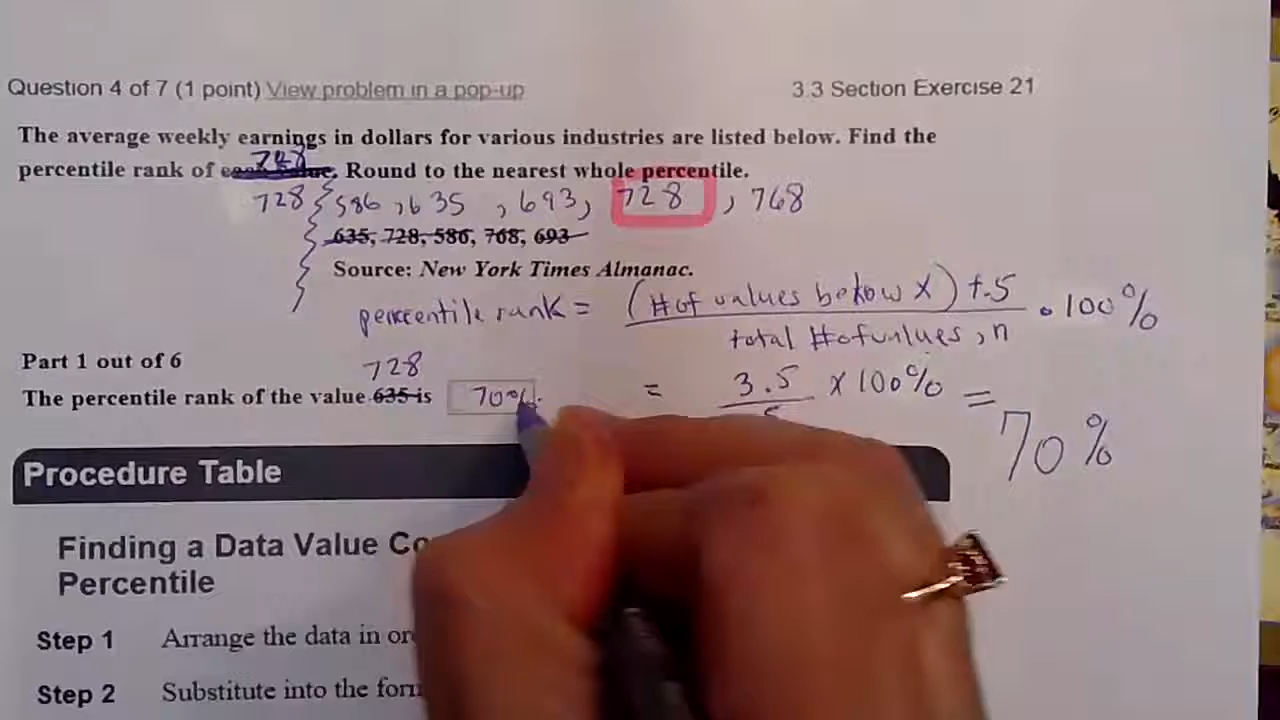 Question 4 of 7 (1 point) View problem in a pop-up 3.3 Section Exercise 21
The average weekly earnings in dollars for various industries are listed below. Find the
728
percentile rank of each value. Round to the nearest whole percentile.
728 586, 635, 693, 728, 768
635, 728, 586, 768, 693
Source: New York Times Almanac.
percentile rank = (# of values below x) + .5 / total # of values, n · 100%
Part 1 out of 6
728
The percentile rank of the value 635 is 70%.
= 3.5 / 5 x 100% = 70%
Procedure Table
Finding a Data Value
Percentile
Step 1 Arrange the data in
Step 2 Substitute into the